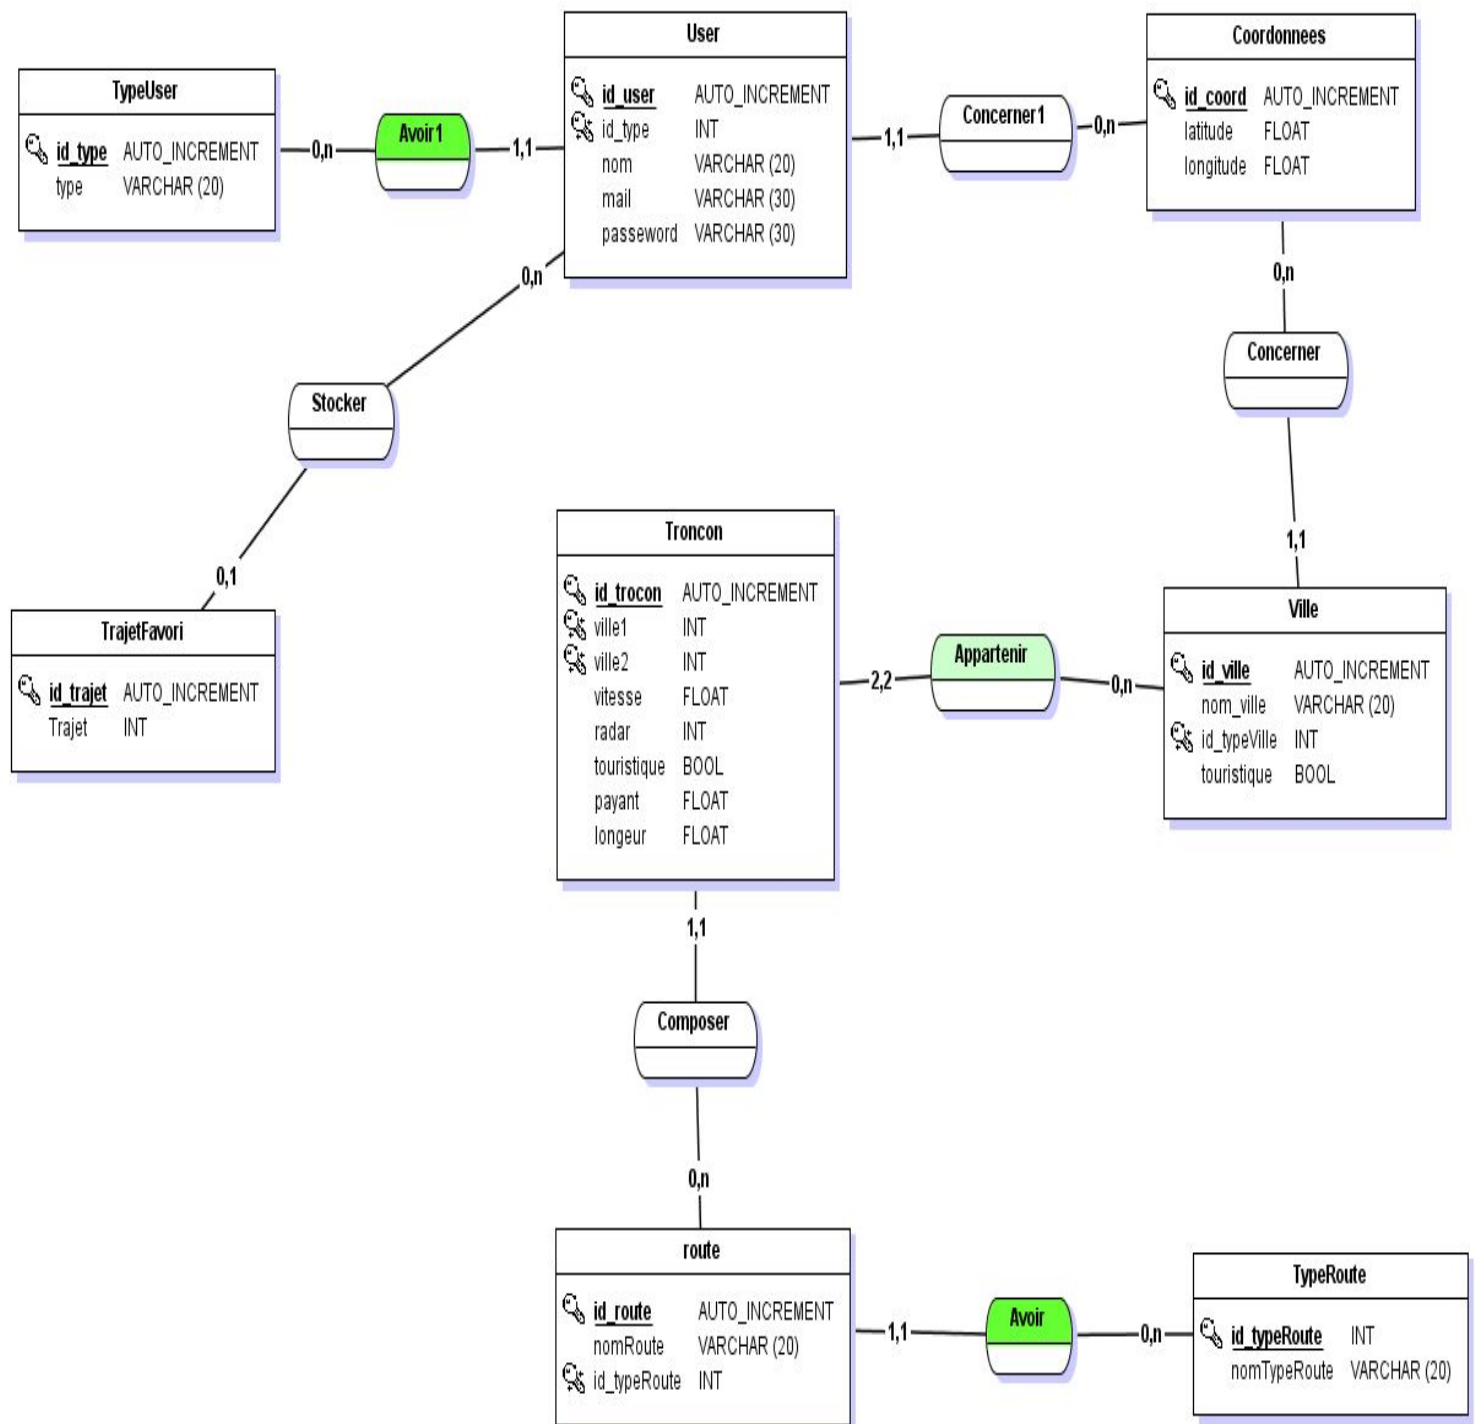 TypeUser
id_type AUTO_INCREMENT
type VARCHAR (20)
0,n
Avoir1
1,1
User
id_user AUTO_INCREMENT
id_type INT
nom VARCHAR (20)
mail VARCHAR (30)
passeword VARCHAR (30)
1,1
Concerner1
0,n
Coordonnees
id_coord AUTO_INCREMENT
latitude FLOAT
longitude FLOAT
0,n
Concerner
1,1
0,n
Stocker
0,1
TrajetFavori
id_trajet AUTO_INCREMENT
Trajet INT
Troncon
id_trocon AUTO_INCREMENT
ville1 INT
ville2 INT
vitesse FLOAT
radar INT
touristique BOOL
payant FLOAT
longeur FLOAT
2,2
Appartenir
0,n
Ville
id_ville AUTO_INCREMENT
nom_ville VARCHAR (20)
id_typeVille INT
touristique BOOL
1,1
Composer
0,n
route
id_route AUTO_INCREMENT
nomRoute VARCHAR (20)
id_typeRoute INT
1,1
Avoir
0,n
TypeRoute
id_typeRoute INT
nomTypeRoute VARCHAR (20)